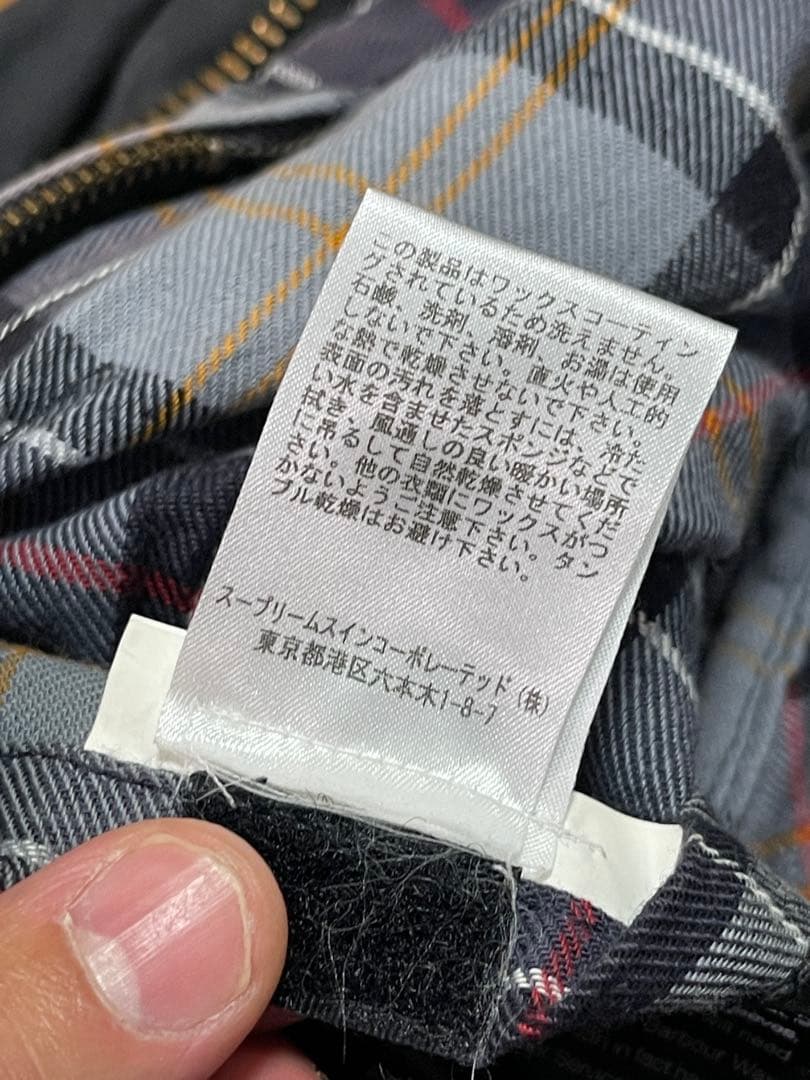 この製品はワックスコーティン
グされているため洗えません。
石鹸、洗剤、溶剤、お湯は使用
しないで下さい。直火や人工的
な熱で乾燥させないで下さい。
表面の汚れを落とすには、冷た
い水を含ませたスポンジなどで
拭き、風通しの良い暖かい場所
に吊るして自然乾燥させてくだ
さい。他の衣類にワックスがつ
かないようご注意下さい。タン
ブル乾燥はお避け下さい。
スープリームスインコーポレーテッド（株）
東京都港区六本木1-8-7
need
in fact
Barbour